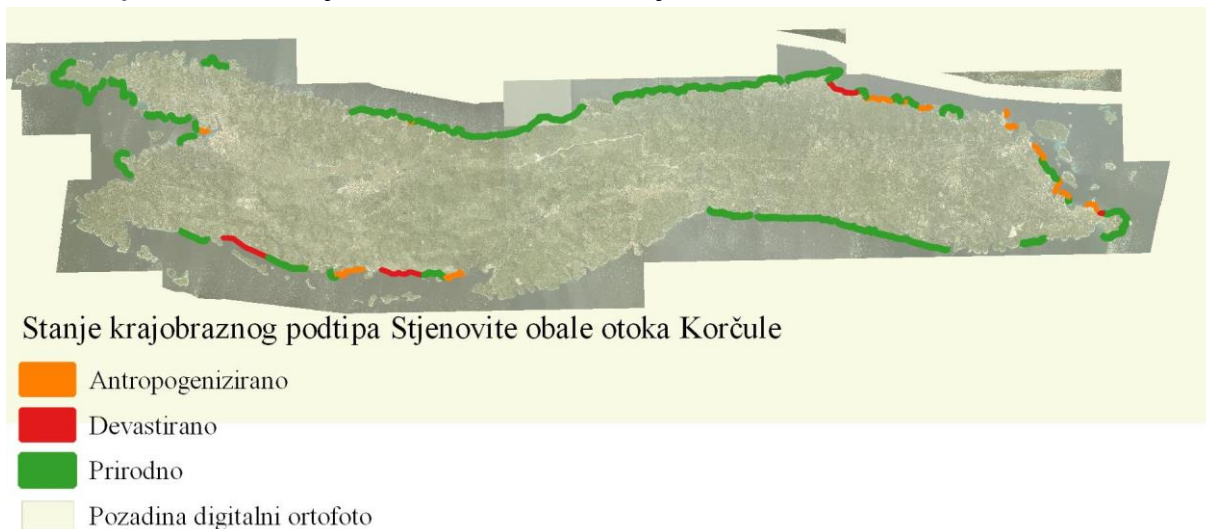 Stanje krajobraznog podtipa Stjenovite obale otoka Korčule
Antropogenizirano
Devastirano
Prirodno
Pozadina digitalni ortofoto